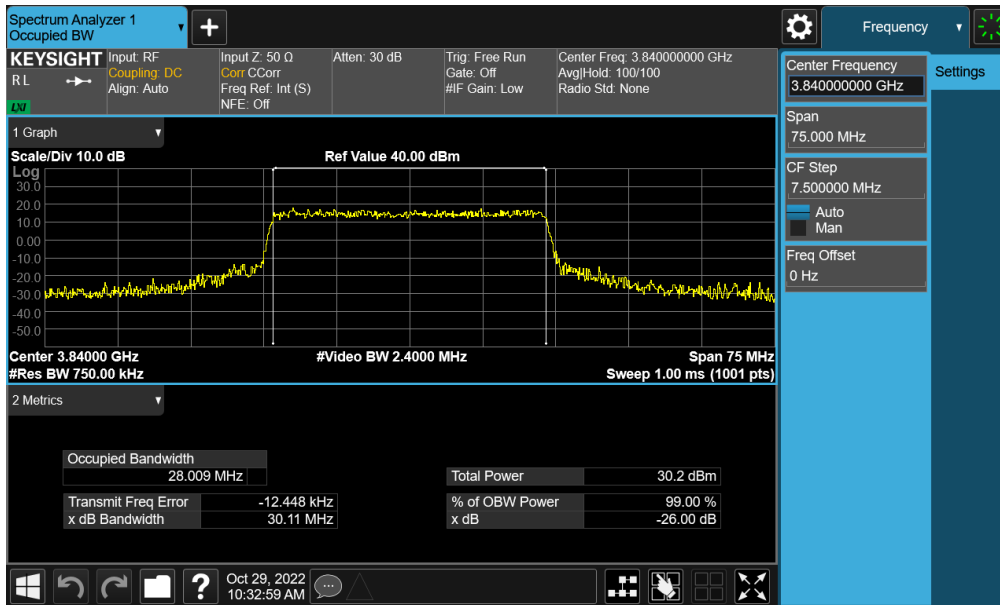 Spectrum Analyzer 1
Occupied BW
Frequency
KEYSIGHT
R L
LXI
Input: RF
Coupling: DC
Align: Auto
Input Z: 50 Ω
Corr CCorr
Freq Ref: Int (S)
NFE: Off
Atten: 30 dB
Trig: Free Run
Gate: Off
#IF Gain: Low
Center Freq: 3.840000000 GHz
Avg|Hold: 100/100
Radio Std: None
Center Frequency
3.840000000 GHz
Settings
Span
75.000 MHz
CF Step
7.500000 MHz
Auto
Man
Freq Offset
0 Hz
1 Graph
Scale/Div 10.0 dB
Ref Value 40.00 dBm
Log
30.0
20.0
10.0
0.00
-10.0
-20.0
-30.0
-40.0
-50.0
Center 3.84000 GHz
#Video BW 2.4000 MHz
Span 75 MHz
#Res BW 750.00 kHz
Sweep 1.00 ms (1001 pts)
2 Metrics
Occupied Bandwidth
28.009 MHz
Total Power 30.2 dBm
Transmit Freq Error -12.448 kHz
% of OBW Power 99.00 %
x dB Bandwidth 30.11 MHz
x dB -26.00 dB
Oct 29, 2022
10:32:59 AM